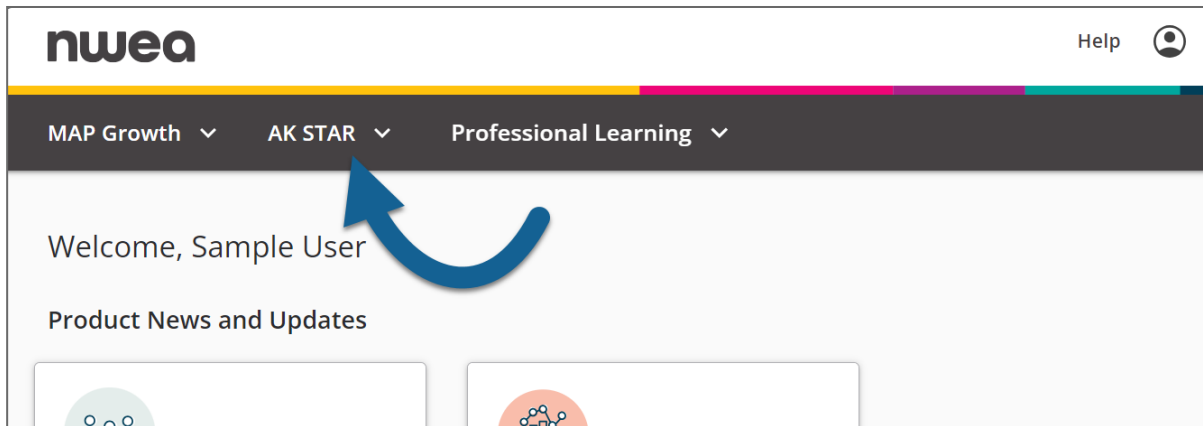 nwea
Help
MAP Growth AK STAR Professional Learning
Welcome, Sample User
Product News and Updates